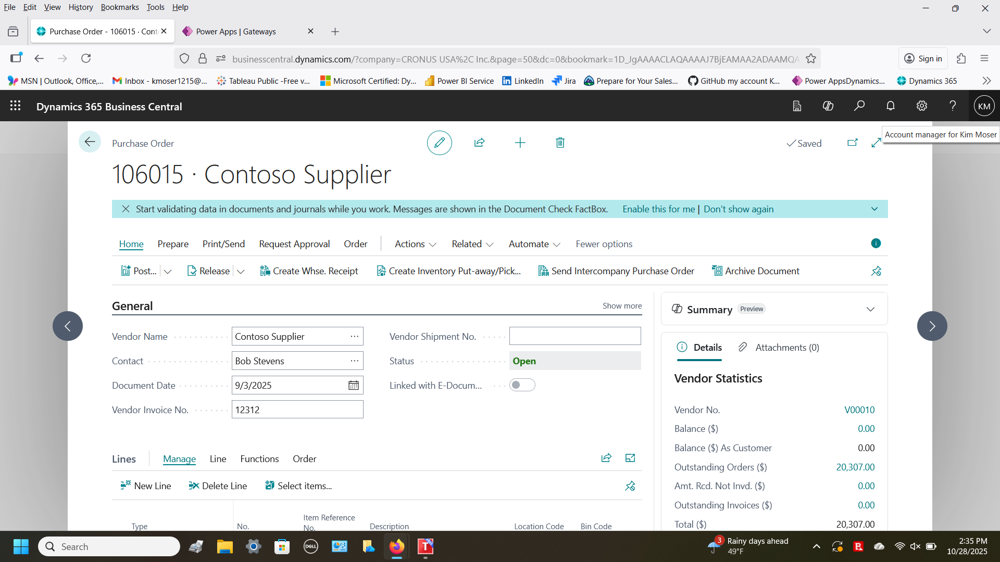 File Edit View History Bookmarks Tools Help
Purchase Order - 106015 · Cont
Power Apps | Gateways
businesscentral.dynamics.com/?company=CRONUS USA%2C Inc.&page=50&dc=0&bookmark=1D_JgAAAACLAQAAAAJ7BjEAMAA2ADAAMQA
Sign in
MSN | Outlook, Office,...
Inbox - kmoser1215@...
Tableau Public -Free v...
Microsoft Certified: Dy...
Power BI Service
LinkedIn
Jira
Prepare for Your Sales...
GitHub my account K...
Power AppsDynamics...
Dynamics 365
Dynamics 365 Business Central
KM
Account manager for Kim Moser
Purchase Order
Saved
106015 · Contoso Supplier
Start validating data in documents and journals while you work. Messages are shown in the Document Check FactBox. Enable this for me | Don't show again
Home Prepare Print/Send Request Approval Order Actions Related Automate Fewer options
Post... Release Create Whse. Receipt Create Inventory Put-away/Pick... Send Intercompany Purchase Order Archive Document
General
Show more
Vendor Name Contoso Supplier
Contact Bob Stevens
Document Date 9/3/2025
Vendor Invoice No. 12312
Vendor Shipment No.
Status Open
Linked with E-Docum...
Lines Manage Line Functions Order
New Line Delete Line Select items...
Type
No.
Item Reference
No.
Description
Location Code
Bin Code
Summary Preview
Details Attachments (0)
Vendor Statistics
Vendor No. V00010
Balance ($) 0.00
Balance ($) As Customer 0.00
Outstanding Orders ($) 20,307.00
Amt. Rcd. Not Invd. ($) 0.00
Outstanding Invoices ($) 0.00
Total ($) 20,307.00
Search
DELL
T
3
Rainy days ahead
49°F
B
2:35 PM
10/28/2025